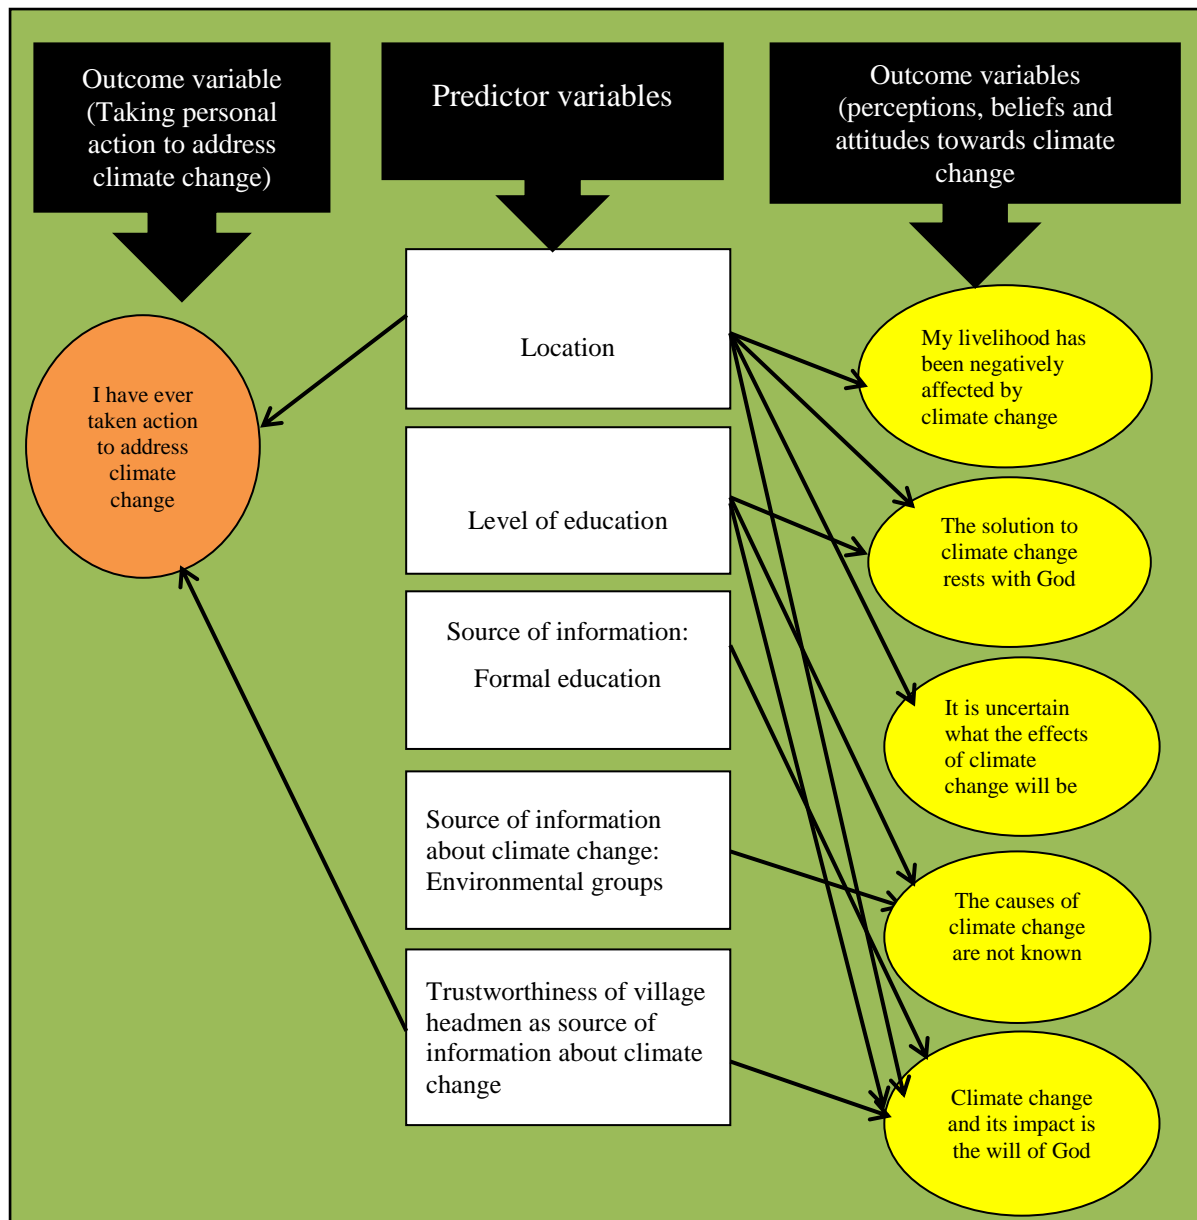 Outcome variable
(Taking personal
action to address
climate change)
Predictor variables
Outcome variables
(perceptions, beliefs and
attitudes towards climate
change
Location
Level of education
Source of information:
Formal education
Source of information
about climate change:
Environmental groups
Trustworthiness of village
headmen as source of
information about climate
change
I have ever
taken action
to address
climate
change
My livelihood has
been negatively
affected by
climate change
The solution to
climate change
rests with God
It is uncertain
what the effects
of climate
change will be
The causes of
climate change
are not known
Climate change
and its impact is
the will of God